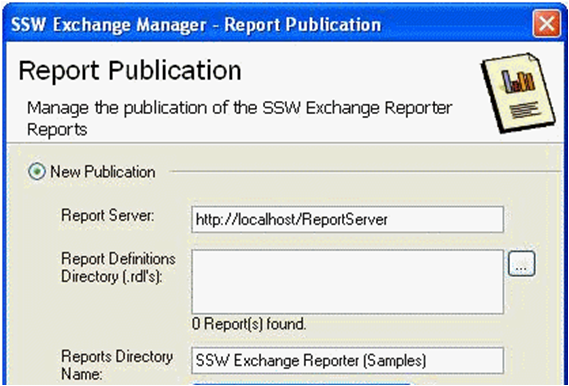 SSW Exchange Manager - Report Publication
Report Publication
Manage the publication of the SSW Exchange Reporter
Reports
New Publication
Report Server:
http://localhost/ReportServer
Report Definitions
Directory (.rdl's):
...
0 Report(s) found.
Reports Directory
Name:
SSW Exchange Reporter (Samples)